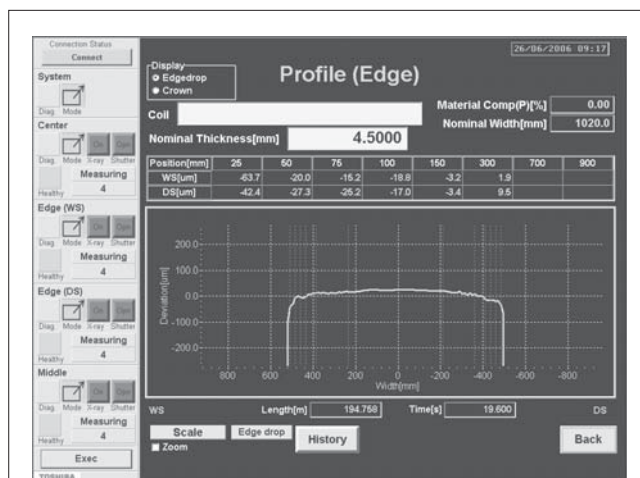 Connection Status
Connect
System
Diag. Mode
Center
On Opn
Diag. Mode X-ray Shutter
Measuring
4
Healthy
Edge (WS)
On Opn
Diag. Mode X-ray Shutter
Measuring
4
Healthy
Edge (DS)
On Opn
Diag. Mode X-ray Shutter
Measuring
4
Healthy
Middle
On Opn
Diag. Mode X-ray Shutter
Measuring
4
Healthy
Exec
TOSHIBA
26/06/2006 09:17
Display
Edgedrop
Crown
Profile (Edge)
Coil
Material Comp(P)[%] 0.00
Nominal Width[mm] 1020.0
Nominal Thickness[mm] 4.5000
Position[mm] 25 50 75 100 150 300 700 900
WS[um] -63.7 -20.0 -15.2 -18.8 -3.2 1.9
DS[um] -42.4 -27.3 -25.2 -17.0 -3.4 9.5
Deviation[um]
200.0
100.0
0.0
-100.0
-200.0
800 600 400 200 0 -200 -400 -600 -800
Width[mm]
WS Length[m] 194.758 Time[s] 19.600 DS
Scale Edge drop History Back
Zoom